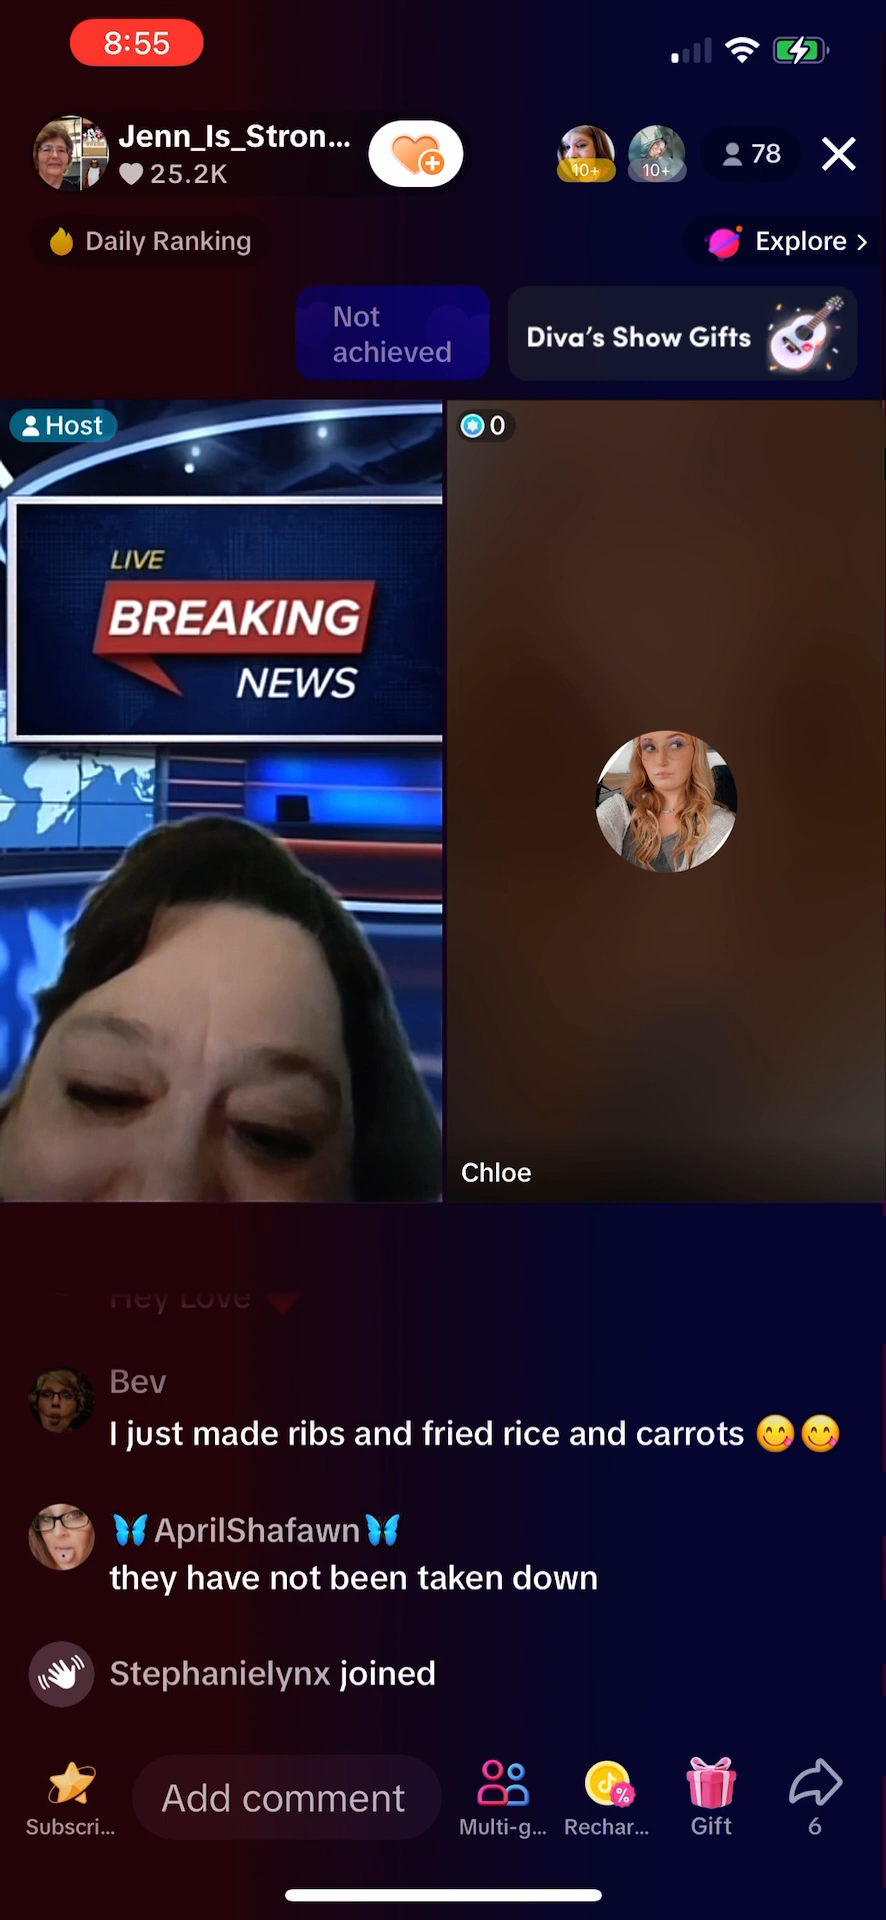 8:55
Jenn_Is_Stron...
25.2K
10+
10+
78
Daily Ranking
Explore >
Not
achieved
Diva's Show Gifts
Host
0
LIVE
BREAKING
NEWS
Chloe
Hey Love
Bev
I just made ribs and fried rice and carrots 😋😋
🦋AprilShafawn🦋
they have not been taken down
Stephanielynx joined
Add comment
Subscri...
Multi-g...
Rechar...
Gift
6